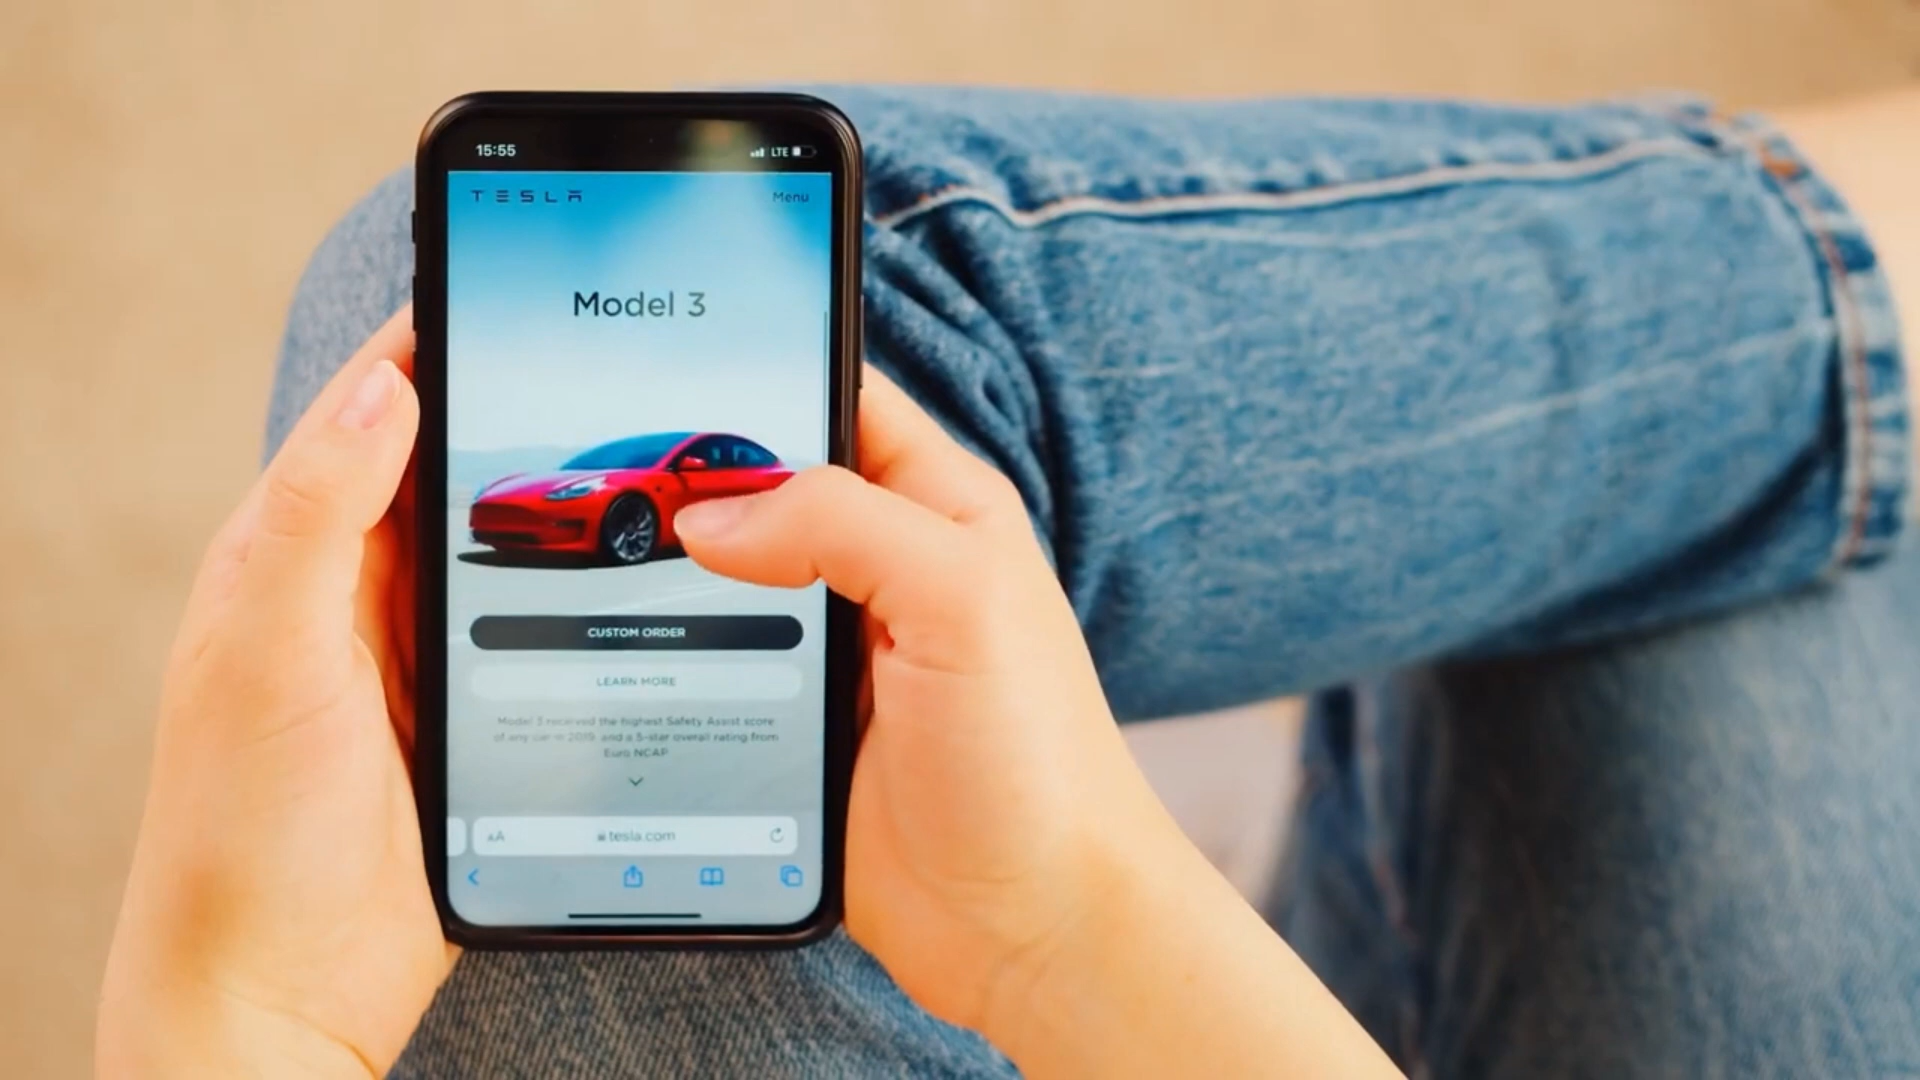 15:55
LTE
TESLA
Menu
Model 3
CUSTOM ORDER
LEARN MORE
Model 3 received the highest Safety Assist score
of any car in 2019, and a 5-star overall rating from
Euro NCAP
AA
tesla.com